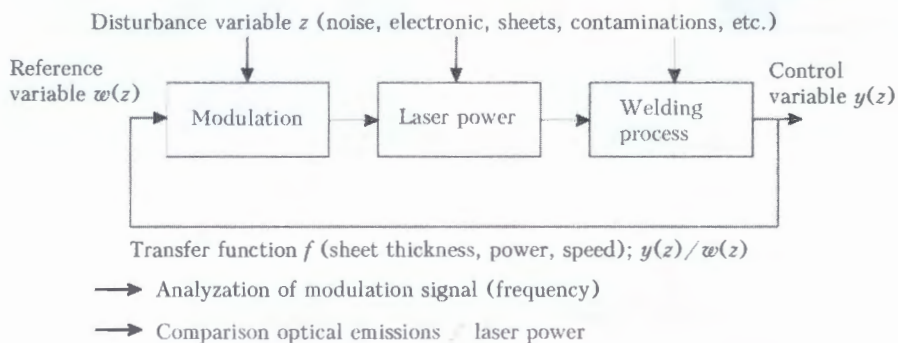 Disturbance variable z (noise, electronic, sheets, contaminations, etc.)
Reference
variable w(z)
Modulation
Laser power
Welding
process
Control
variable y(z)
Transfer function f (sheet thickness, power, speed); y(z)/w(z)
Analyzation of modulation signal (frequency)
Comparison optical emissions / laser power